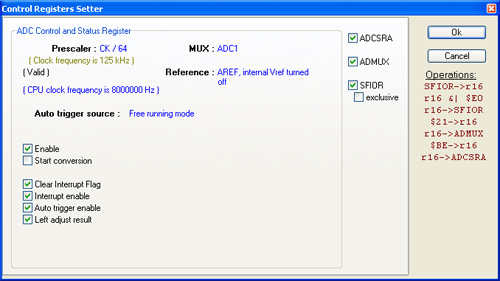 Control Registers Setter
ADC Control and Status Register
Prescaler : CK / 64 MUX : ADC1
( Clock frequency is 125 kHz )
( Valid ) Reference : AREF, internal Vref turned
off
( CPU clock frequency is 8000000 Hz )
Auto trigger source : Free running mode
Enable
Start conversion
Clear Interrupt Flag
Interrupt enable
Auto trigger enable
Left adjust result
ADCSRA
ADMUX
SFIOR
exclusive
Ok
Cancel
Operations:
SFIOR->r16
r16 &| $E0
r16->SFIOR
$21->r16
r16->ADMUX
$BE->r16
r16->ADCSRA